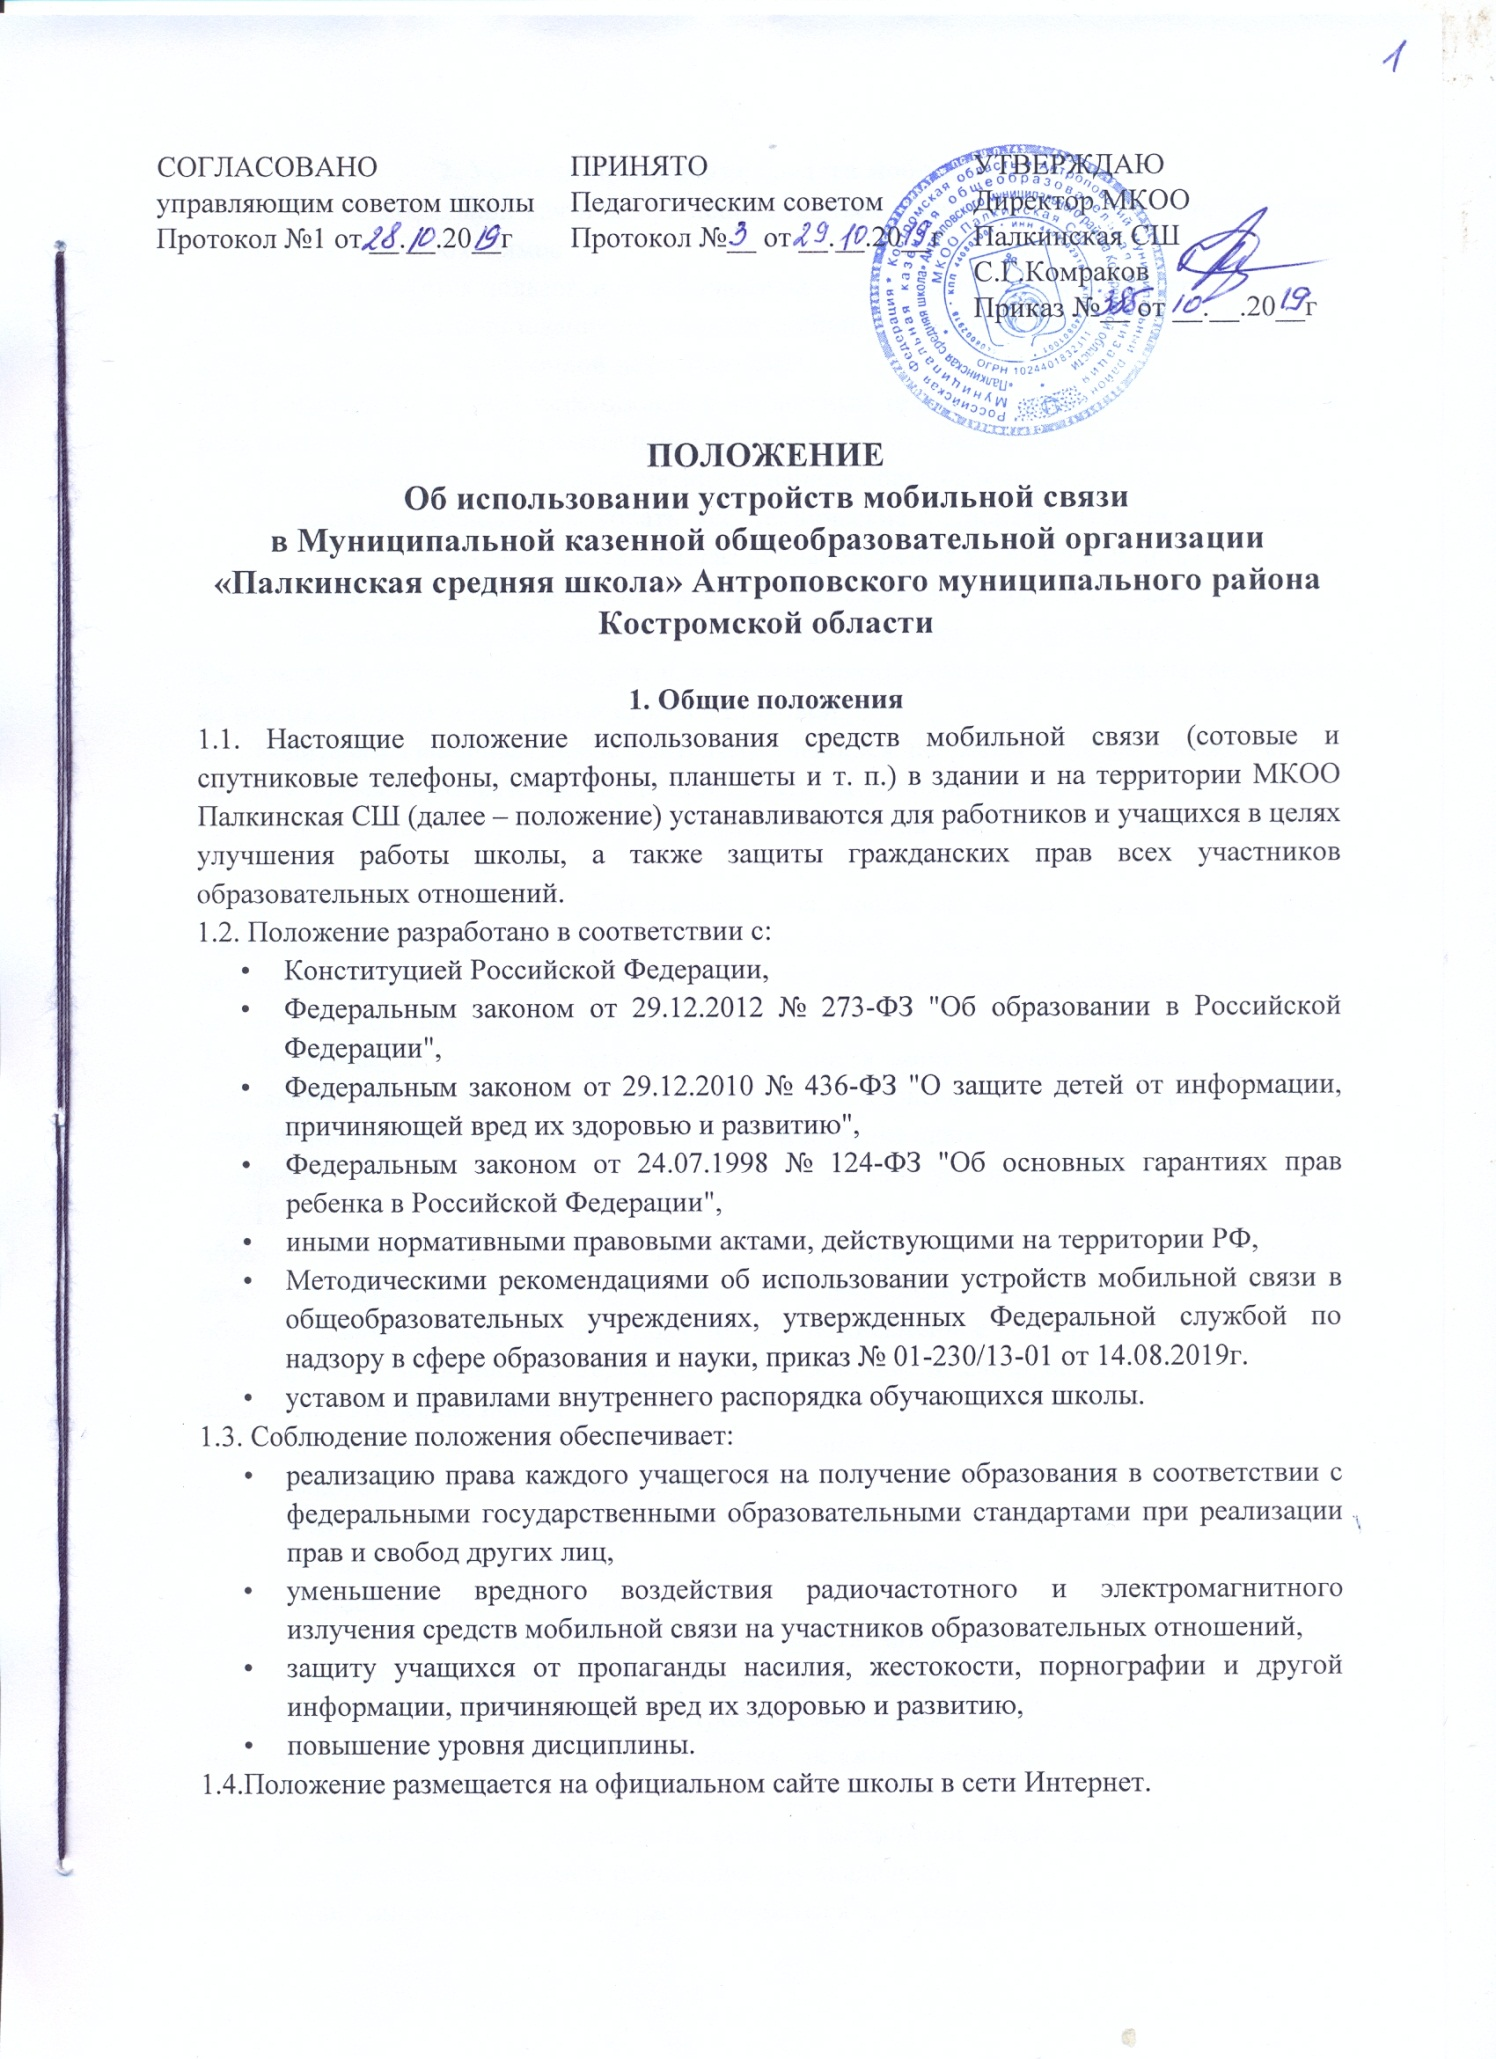 1
СОГЛАСОВАНО
управляющим советом школы
Протокол №1 от 28.10.2019г
ПРИНЯТО
Педагогическим советом
Протокол №3 от 29.10.2019г
УТВЕРЖДАЮ
Директор МКОО
Палкинская СШ
С.Г.Комраков
Приказ № от 10.__.2019г
МКОО Палкинская
ОГРН 1024401832311
ПОЛОЖЕНИЕ
Об использовании устройств мобильной связи
в Муниципальной казенной общеобразовательной организации
«Палкинская средняя школа» Антроповского муниципального района
Костромской области
1. Общие положения
1.1. Настоящие положение использования средств мобильной связи (сотовые и
спутниковые телефоны, смартфоны, планшеты и т. п.) в здании и на территории МКОО
Палкинская СШ (далее – положение) устанавливаются для работников и учащихся в целях
улучшения работы школы, а также защиты гражданских прав всех участников
образовательных отношений.
1.2. Положение разработано в соответствии с:
• Конституцией Российской Федерации,
• Федеральным законом от 29.12.2012 № 273-ФЗ "Об образовании в Российской
Федерации",
• Федеральным законом от 29.12.2010 № 436-ФЗ "О защите детей от информации,
причиняющей вред их здоровью и развитию",
• Федеральным законом от 24.07.1998 № 124-ФЗ "Об основных гарантиях прав
ребенка в Российской Федерации",
• иными нормативными правовыми актами, действующими на территории РФ,
• Методическими рекомендациями об использовании устройств мобильной связи в
общеобразовательных учреждениях, утвержденных Федеральной службой по
надзору в сфере образования и науки, приказ № 01-230/13-01 от 14.08.2019г.
• уставом и правилами внутреннего распорядка обучающихся школы.
1.3. Соблюдение положения обеспечивает:
• реализацию права каждого учащегося на получение образования в соответствии с
федеральными государственными образовательными стандартами при реализации
прав и свобод других лиц,
• уменьшение вредного воздействия радиочастотного и электромагнитного
излучения средств мобильной связи на участников образовательных отношений,
• защиту учащихся от пропаганды насилия, жестокости, порнографии и другой
информации, причиняющей вред их здоровью и развитию,
• повышение уровня дисциплины.
1.4.Положение размещается на официальном сайте школы в сети Интернет.